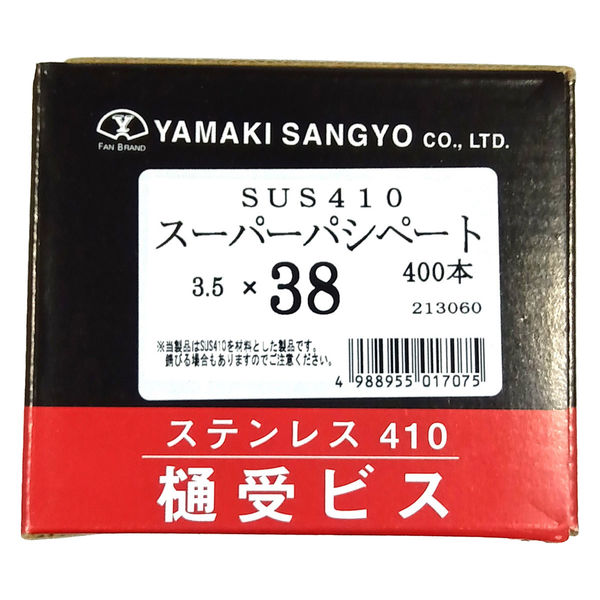 YAMAKI SANGYO CO., LTD.
FAN BRAND
SUS410
スーパーパシペート
3.5 × 38 400本
213060
※当製品はSUS410を材料とした製品です。
錆びる場合もありますのでご注意ください。
4 988955 017075
ステンレス 410
樋受ビス